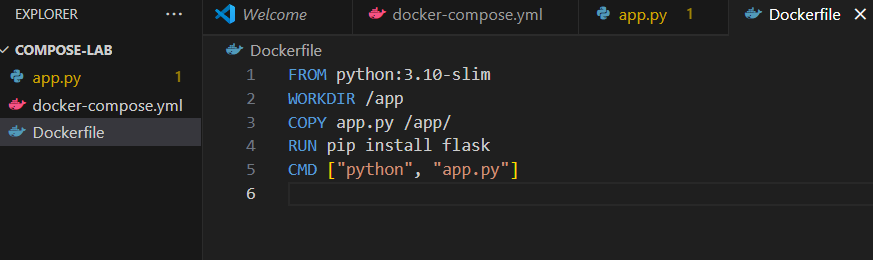 EXPLORER
COMPOSE-LAB
app.py 1
docker-compose.yml
Dockerfile
Welcome docker-compose.yml app.py 1 Dockerfile
Dockerfile
1 FROM python:3.10-slim
2 WORKDIR /app
3 COPY app.py /app/
4 RUN pip install flask
5 CMD ["python", "app.py"]
6